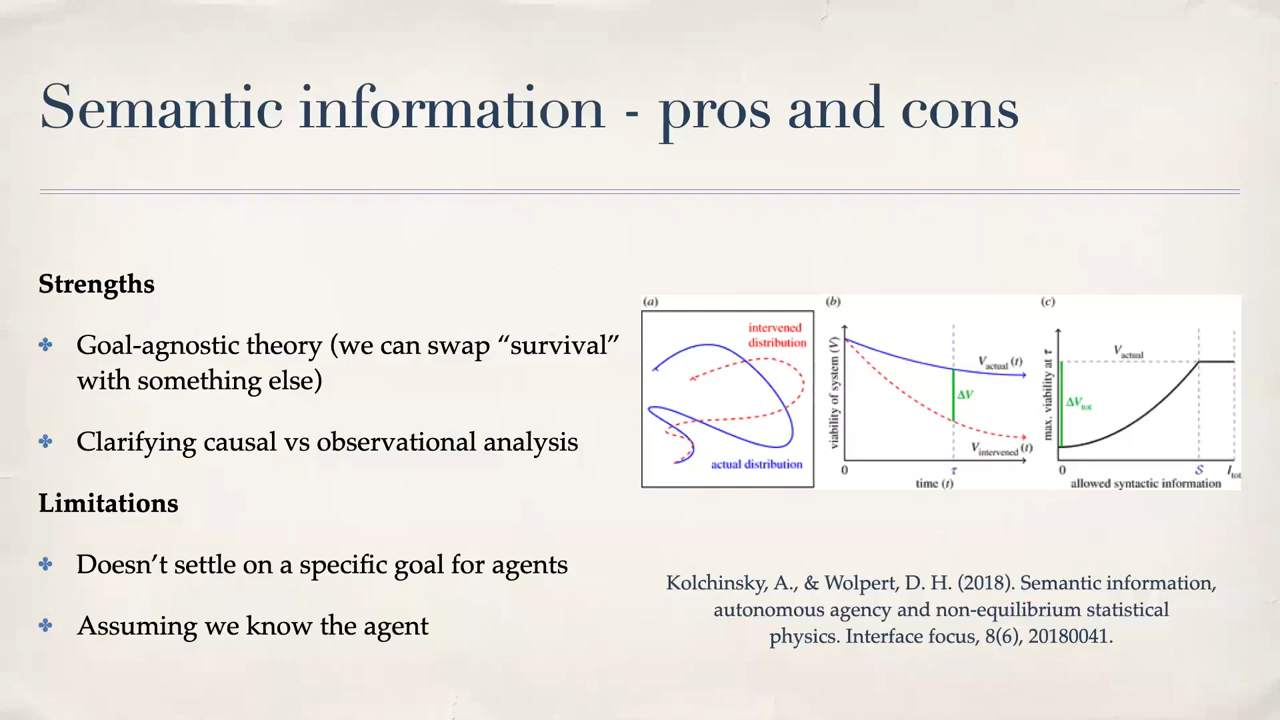 Semantic information - pros and cons
Strengths
Goal-agnostic theory (we can swap “survival”
with something else)
Clarifying causal vs observational analysis
Limitations
Doesn’t settle on a specific goal for agents
Assuming we know the agent
(a)
intervened
distribution
actual distribution
(b)
viability of system (V)
V_actual (t)
ΔV
V_intervened (t)
0
τ
time (t)
(c)
max. viability at τ
V_actual
ΔV_tot
0
S
I_tot
allowed syntactic information
Kolchinsky, A., & Wolpert, D. H. (2018). Semantic information,
autonomous agency and non-equilibrium statistical
physics. Interface focus, 8(6), 20180041.